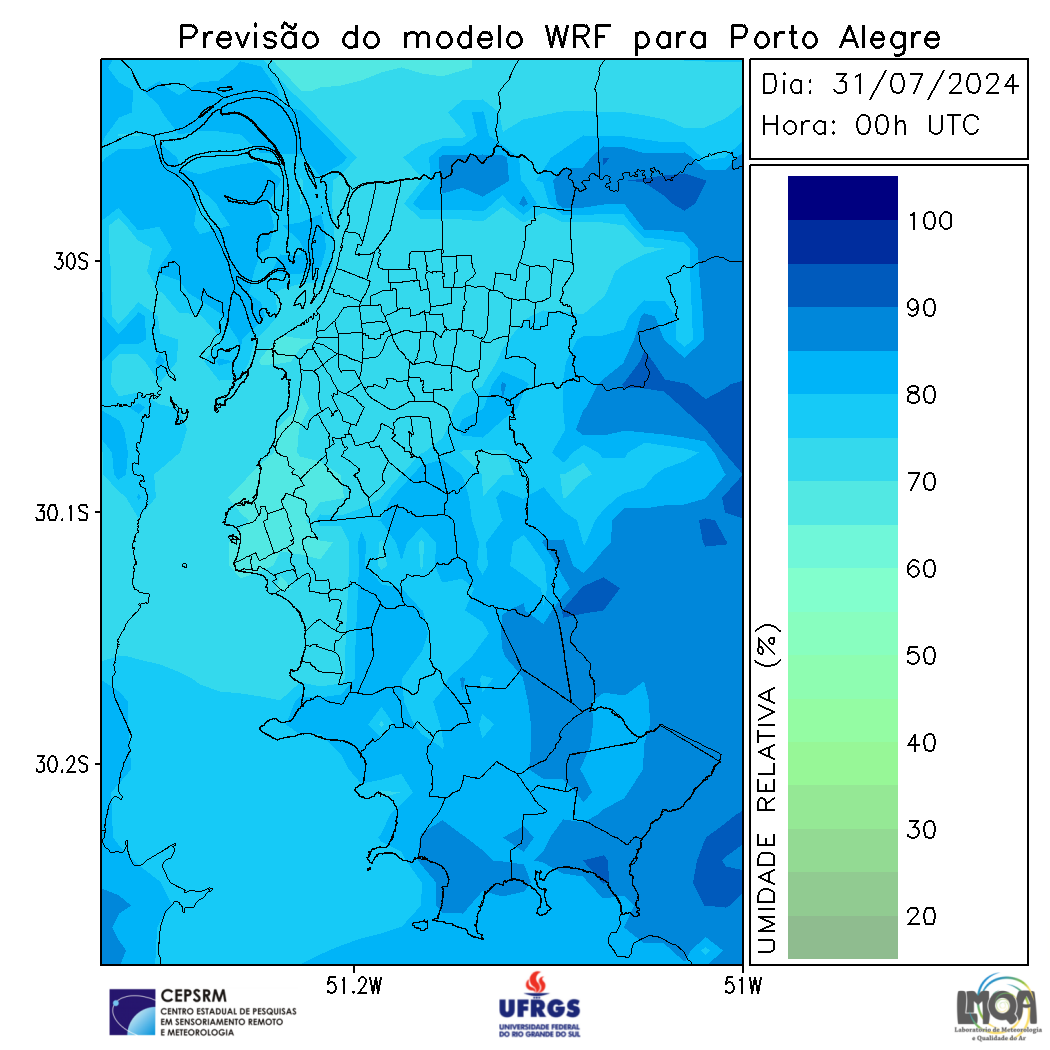 Previsão do modelo WRF para Porto Alegre
Dia: 31/07/2024
Hora: 00h UTC
30S
30.1S
30.2S
51.2W
51W
UMIDADE RELATIVA (%)
100
90
80
70
60
50
40
30
20
CEPSRM
CENTRO ESTADUAL DE PESQUISAS
EM SENSORIAMENTO REMOTO
E METEOROLOGIA
UFRGS
UNIVERSIDADE FEDERAL
DO RIO GRANDE DO SUL
LMQA
Laboratório de Meteorologia
e Qualidade do Ar